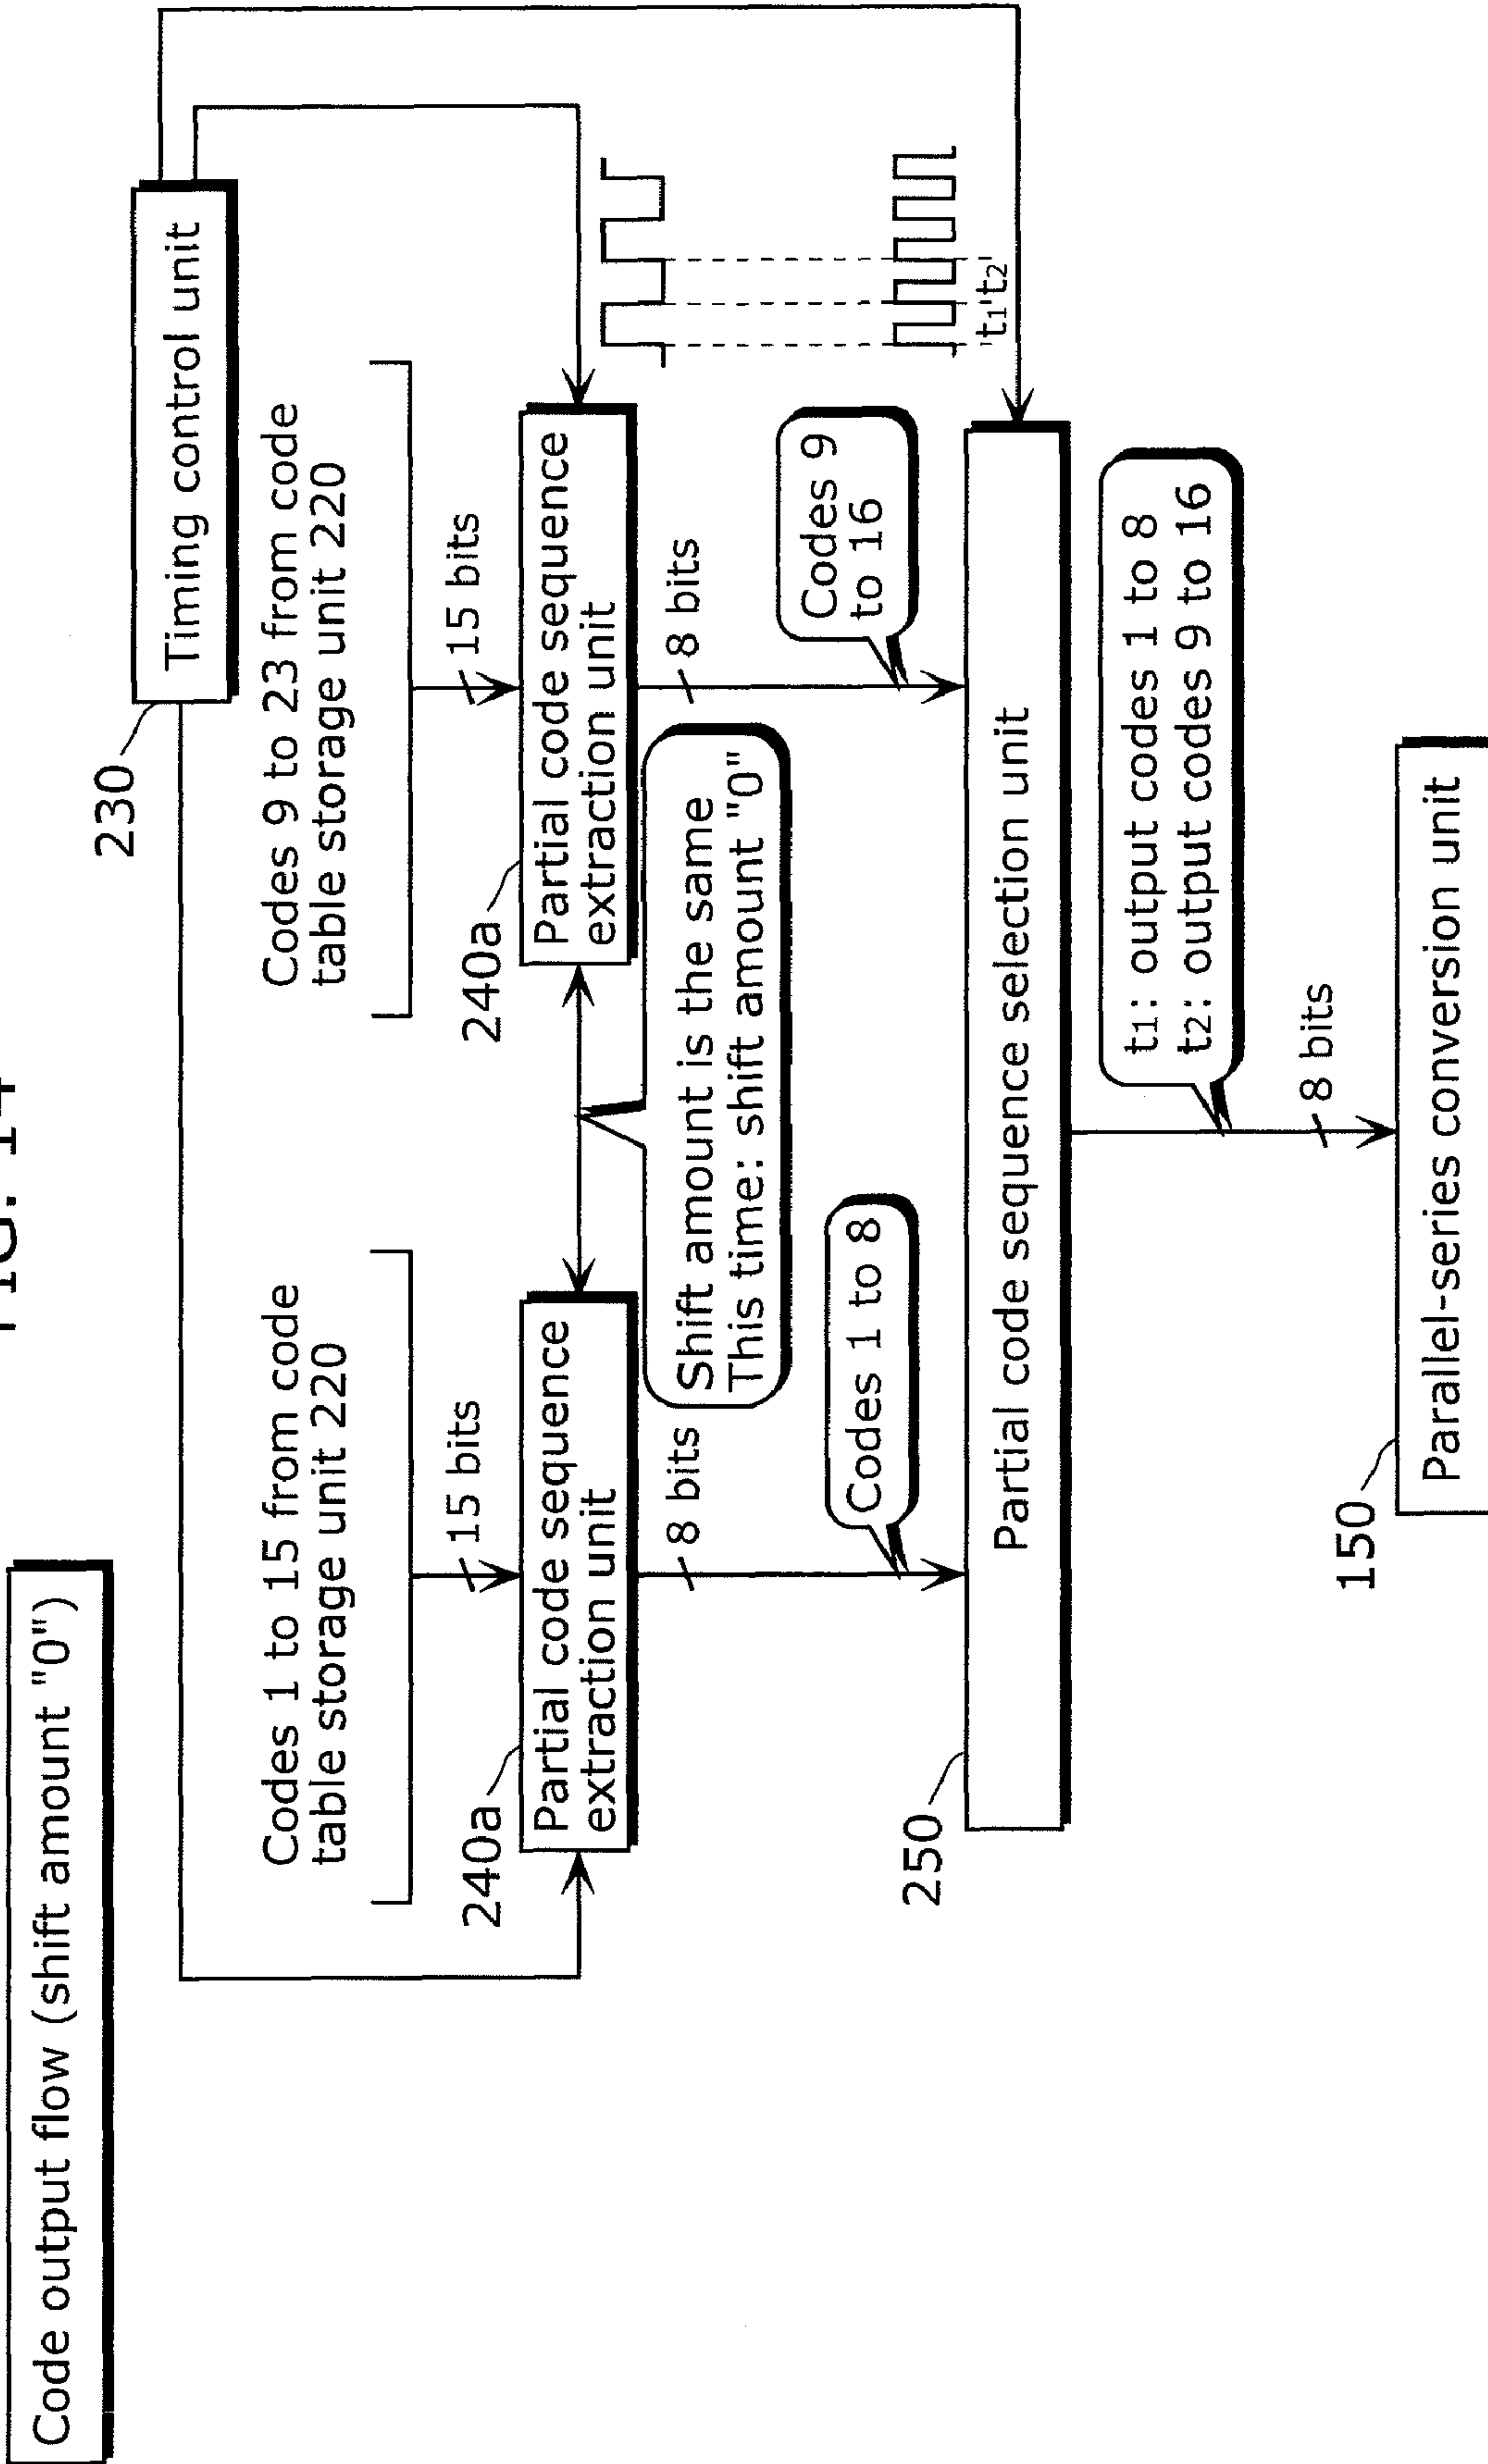 FIG. 14
Code output flow (shift amount "0")
230
Timing control unit
Codes 1 to 15 from code
table storage unit 220
Codes 9 to 23 from code
table storage unit 220
15 bits
15 bits
240a
Partial code sequence
extraction unit
240a
Partial code sequence
extraction unit
8 bits
Shift amount is the same
This time: shift amount "0"
8 bits
Codes 1 to 8
Codes 9
to 16
t1 t2
250
Partial code sequence selection unit
t1: output codes 1 to 8
t2: output codes 9 to 16
8 bits
150
Parallel-series conversion unit